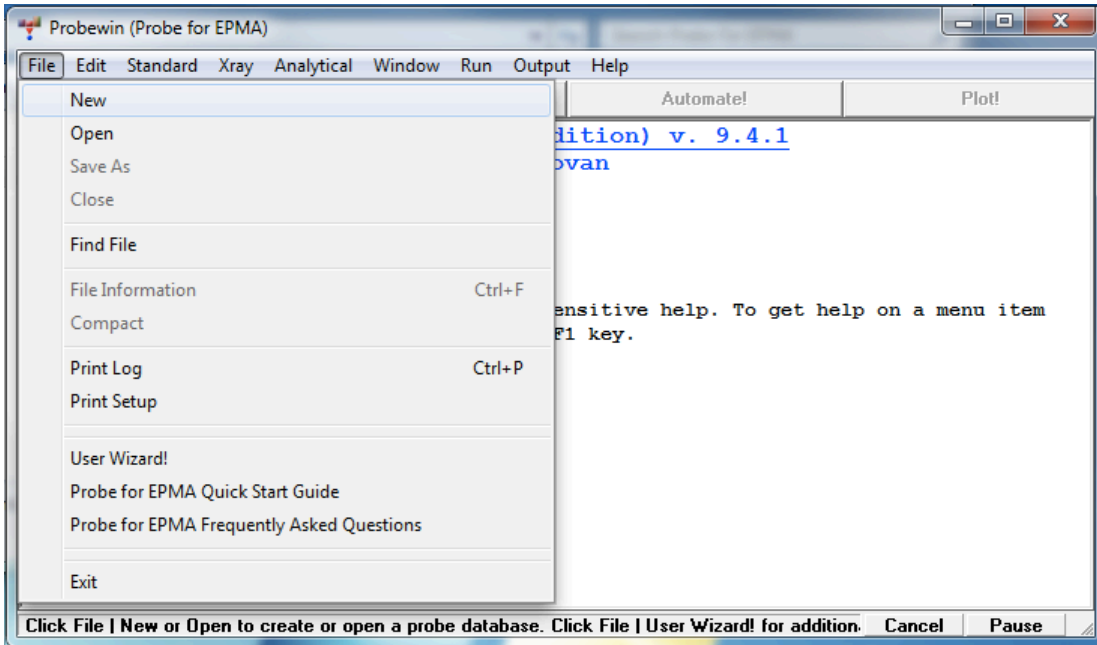 Probewin (Probe for EPMA)
File Edit Standard Xray Analytical Window Run Output Help
New
Automate! Plot!
Open
dition) v. 9.4.1
Save As
ovan
Close
Find File
File Information Ctrl+F
ensitive help. To get help on a menu item
Compact
F1 key.
Print Log Ctrl+P
Print Setup
User Wizard!
Probe for EPMA Quick Start Guide
Probe for EPMA Frequently Asked Questions
Exit
Click File | New or Open to create or open a probe database. Click File | User Wizard! for addition
Cancel Pause